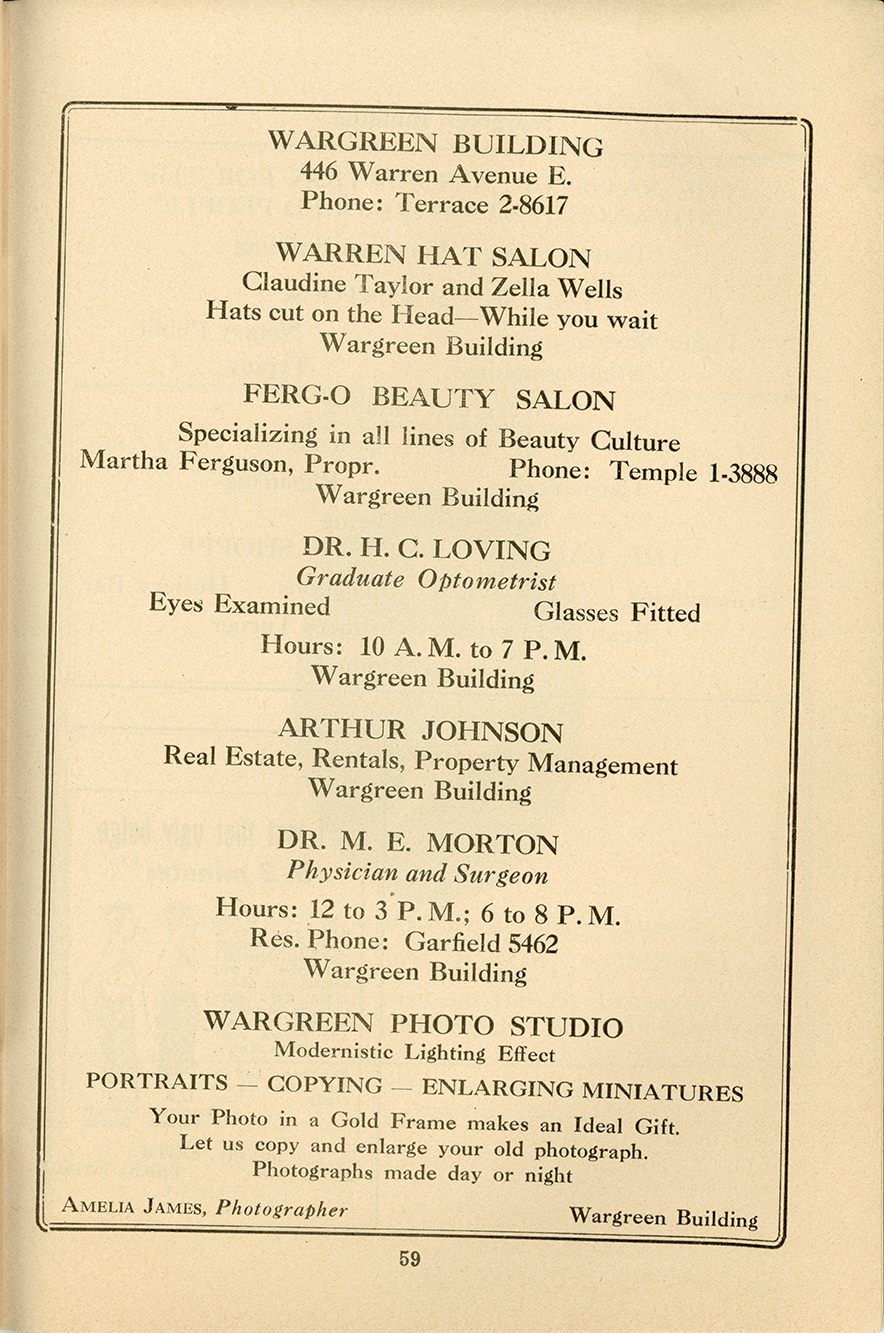 WARGREEN BUILDING
446 Warren Avenue E.
Phone: Terrace 2-8617
WARREN HAT SALON
Claudine Taylor and Zella Wells
Hats cut on the Head—While you wait
Wargreen Building
FERG-O BEAUTY SALON
Specializing in all lines of Beauty Culture
Martha Ferguson, Propr. Phone: Temple 1-3888
Wargreen Building
DR. H. C. LOVING
Graduate Optometrist
Eyes Examined Glasses Fitted
Hours: 10 A. M. to 7 P. M.
Wargreen Building
ARTHUR JOHNSON
Real Estate, Rentals, Property Management
Wargreen Building
DR. M. E. MORTON
Physician and Surgeon
Hours: 12 to 3 P. M.; 6 to 8 P. M.
Res. Phone: Garfield 5462
Wargreen Building
WARGREEN PHOTO STUDIO
Modernistic Lighting Effect
PORTRAITS — COPYING — ENLARGING MINIATURES
Your Photo in a Gold Frame makes an Ideal Gift.
Let us copy and enlarge your old photograph.
Photographs made day or night
AMELIA JAMES, Photographer Wargreen Building
59